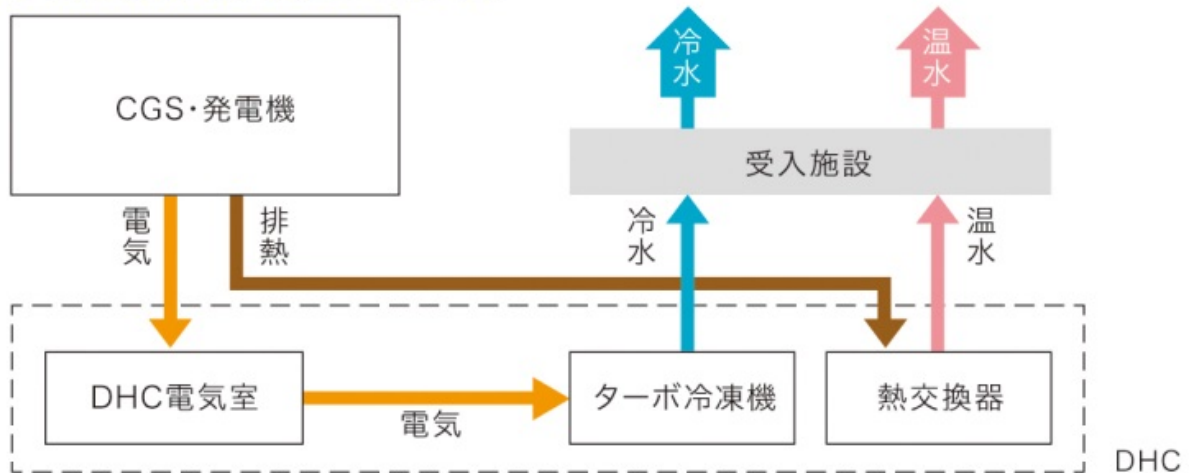 冷水
温水
CGS・発電機
受入施設
電気
排熱
冷水
温水
DHC電気室
電気
ターボ冷凍機
熱交換器
DHC